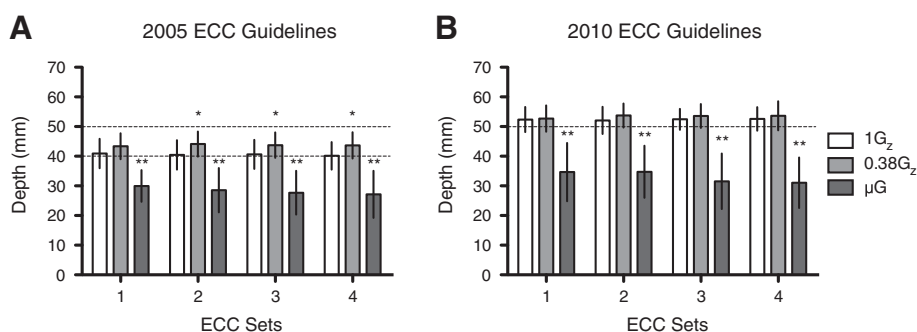 A
2005 ECC Guidelines
Depth (mm)
70
60
50
40
30
20
10
0
* * *
** ** ** **
1 2 3 4
ECC Sets
B
2010 ECC Guidelines
Depth (mm)
70
60
50
40
30
20
10
0
** ** ** **
1 2 3 4
ECC Sets
1Gz
0.38Gz
µG